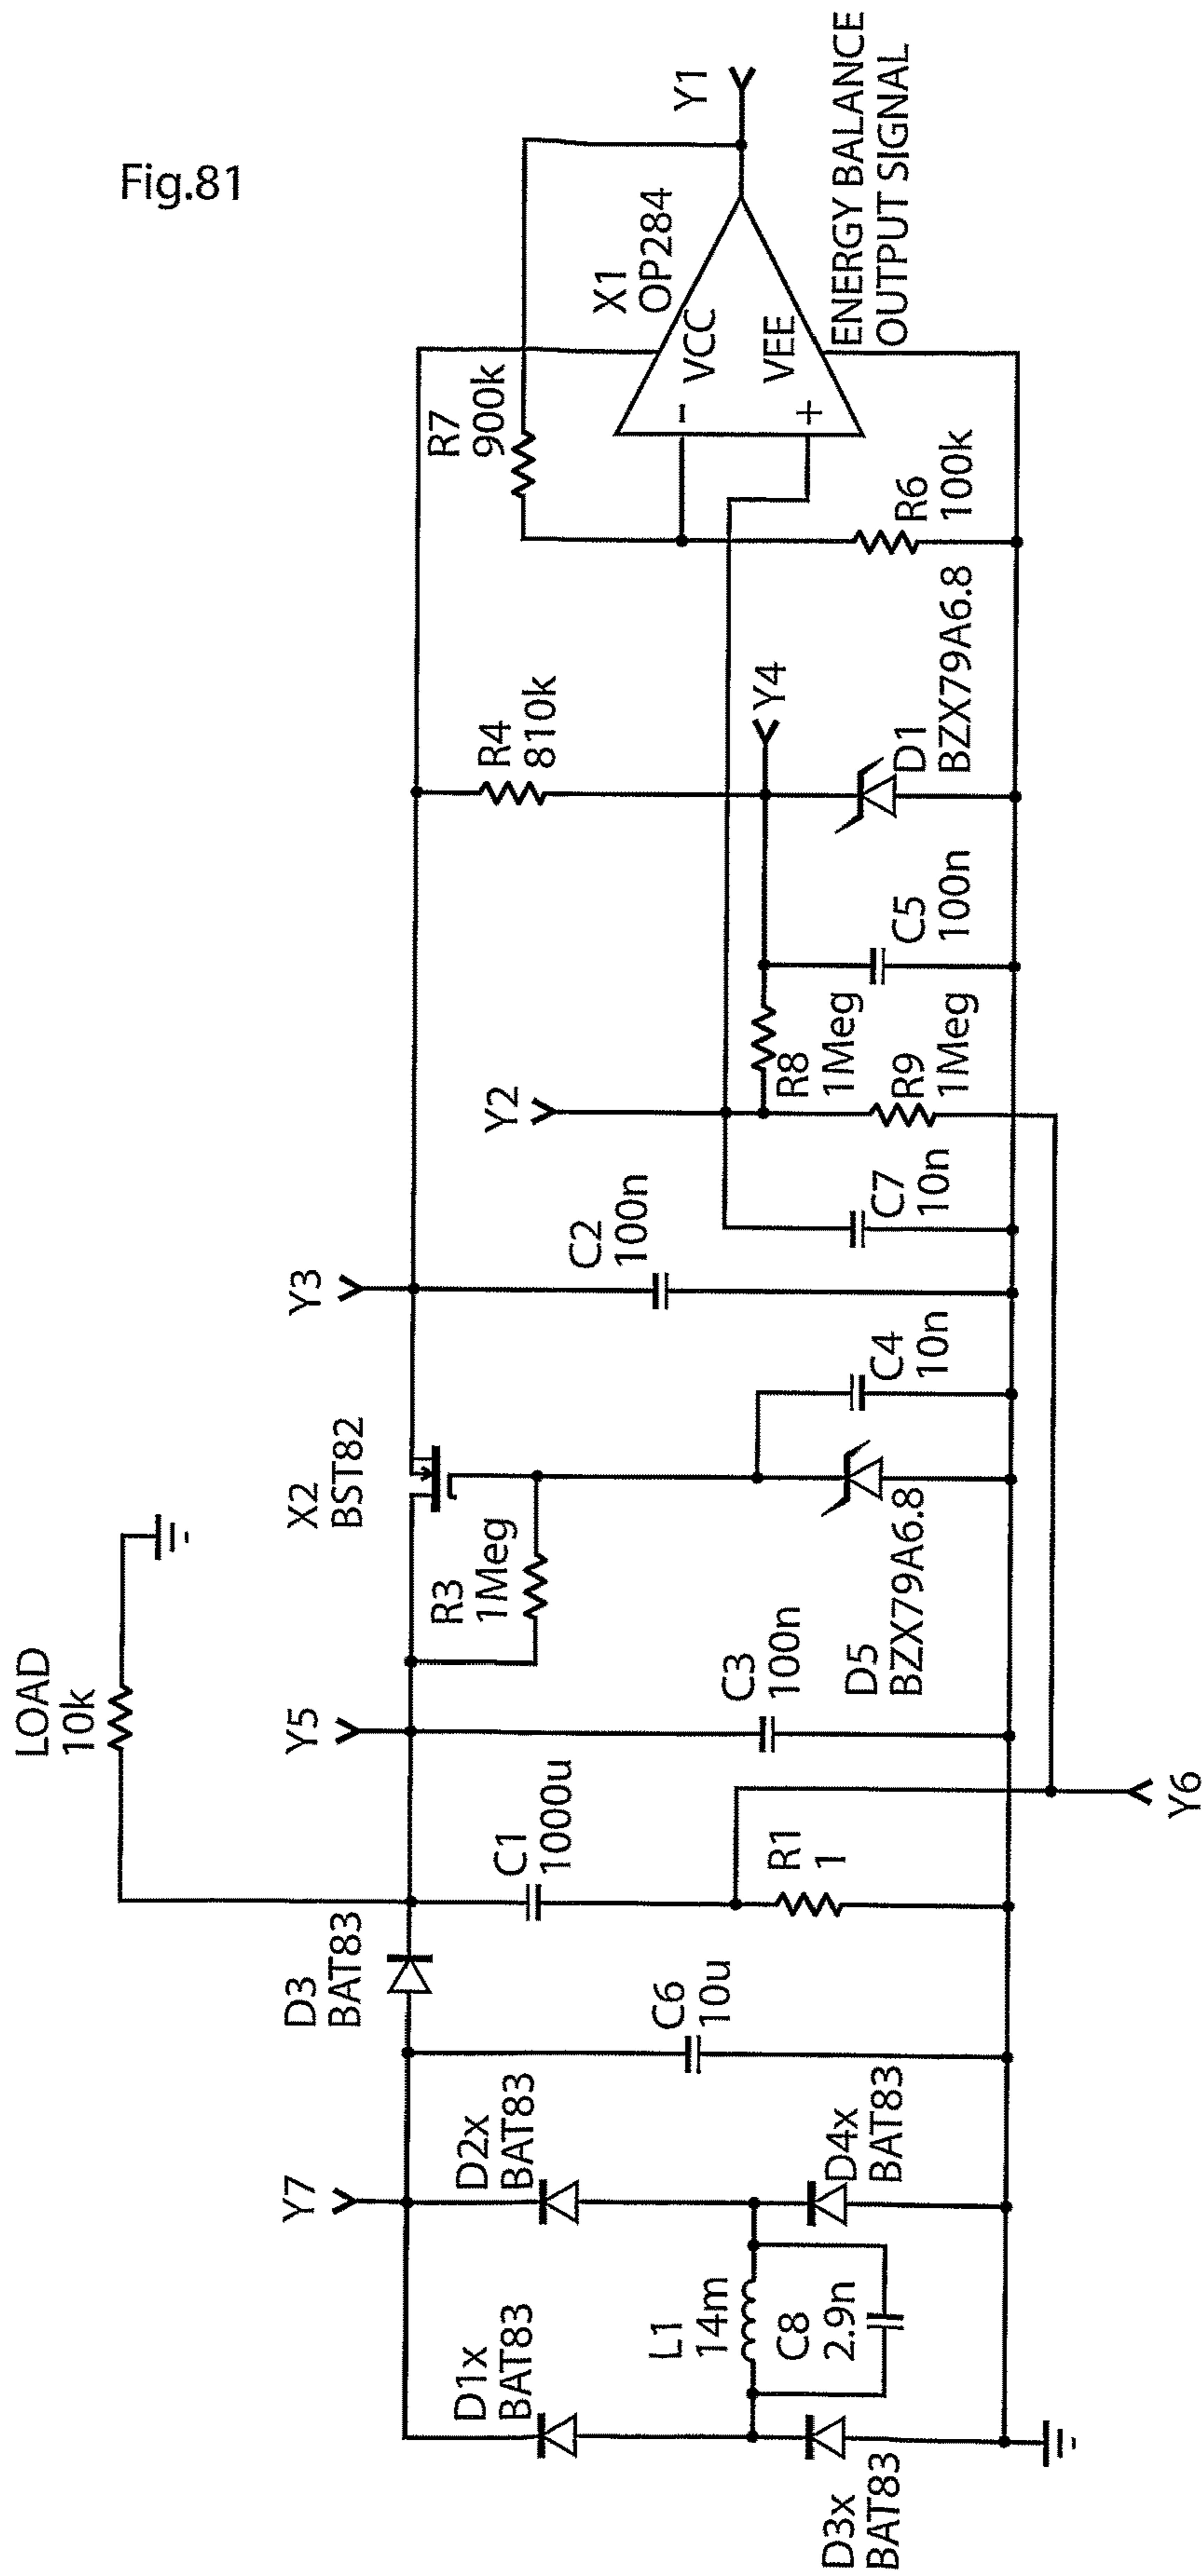 Fig.81
LOAD
10k
Y7
D1x
BAT83
D2x
BAT83
D3x
BAT83
D4x
BAT83
L1
14m
C8
2.9n
C6
10u
D3
BAT83
C1
1000u
R1
1
Y6
Y5
C3
100n
R3
1Meg
X2
BST82
D5
BZX79A6.8
C4
10n
Y3
C2
100n
C7
10n
Y2
R8
1Meg
R9
1Meg
C5
100n
R4
810k
Y4
D1
BZX79A6.8
R7
900k
R6
100k
X1
OP284
-
VCC
VEE
+
Y1
ENERGY BALANCE
OUTPUT SIGNAL